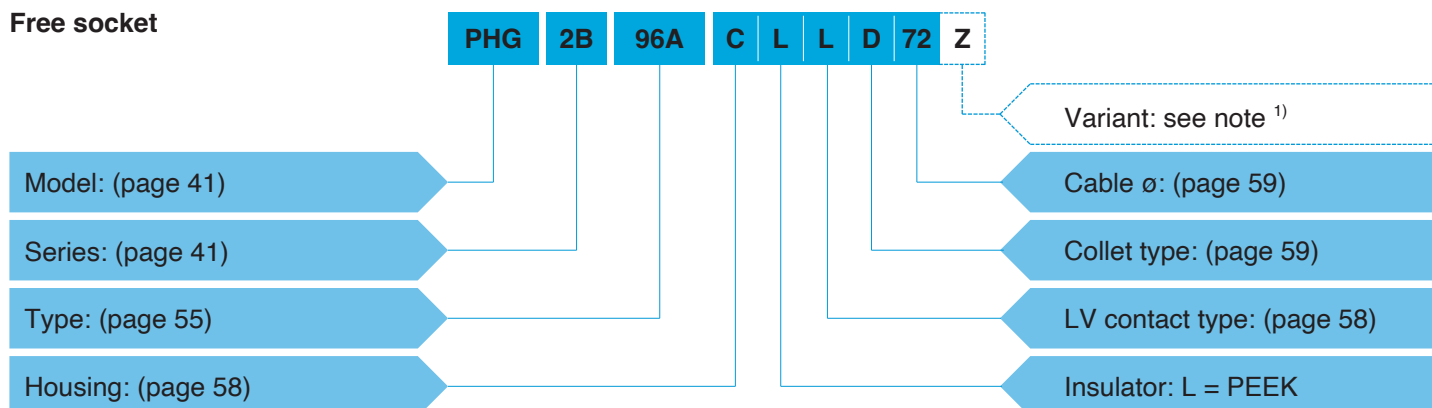 Free socket
PHG 2B 96A C L L D 72 Z
Variant: see note 1)
Model: (page 41)
Cable ø: (page 59)
Series: (page 41)
Collet type: (page 59)
Type: (page 55)
LV contact type: (page 58)
Housing: (page 58)
Insulator: L = PEEK